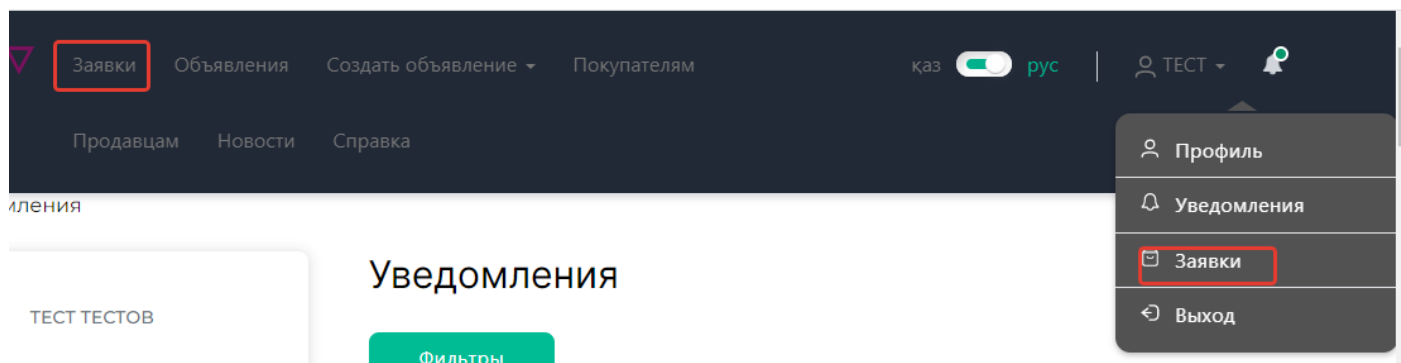 Заявки Объявления Создать объявление Покупателям қаз рус ТЕСТ
Продавцам Новости Справка
Профиль
Уведомления
Заявки
Выход
Уведомления
ТЕСТ ТЕСТОВ
Фильтры